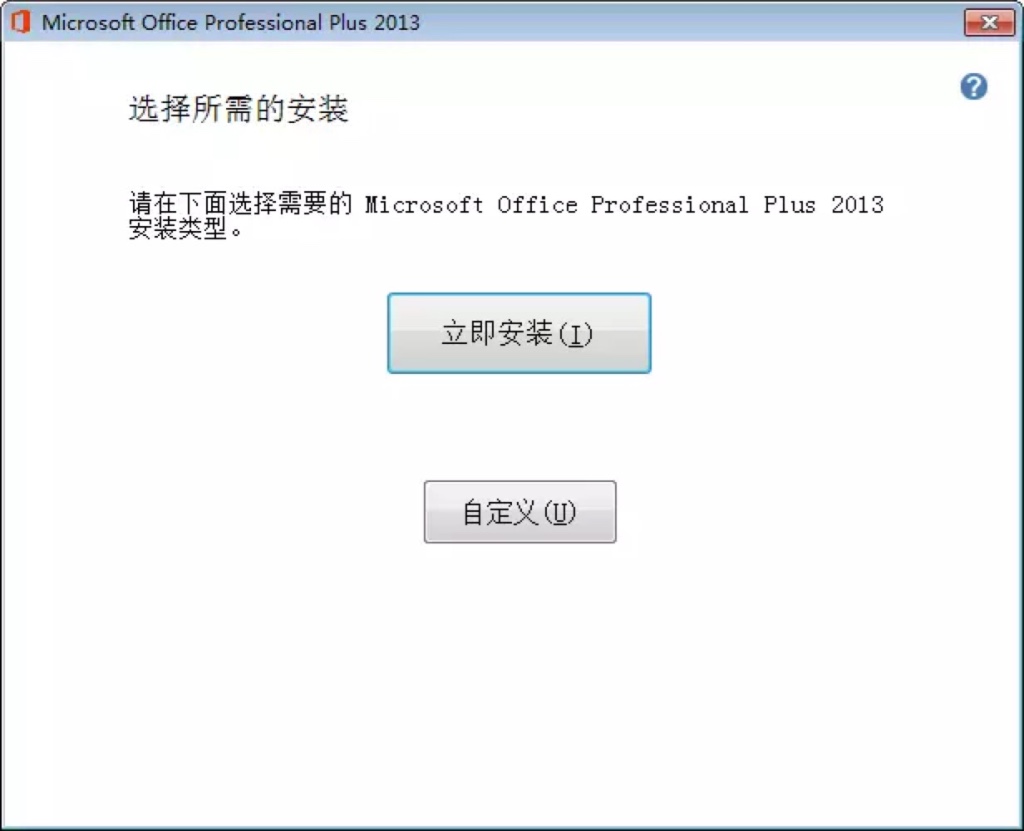 Microsoft Office Professional Plus 2013
选择所需的安装
请在下面选择需要的 Microsoft Office Professional Plus 2013
安装类型。
立即安装(I)
自定义(U)